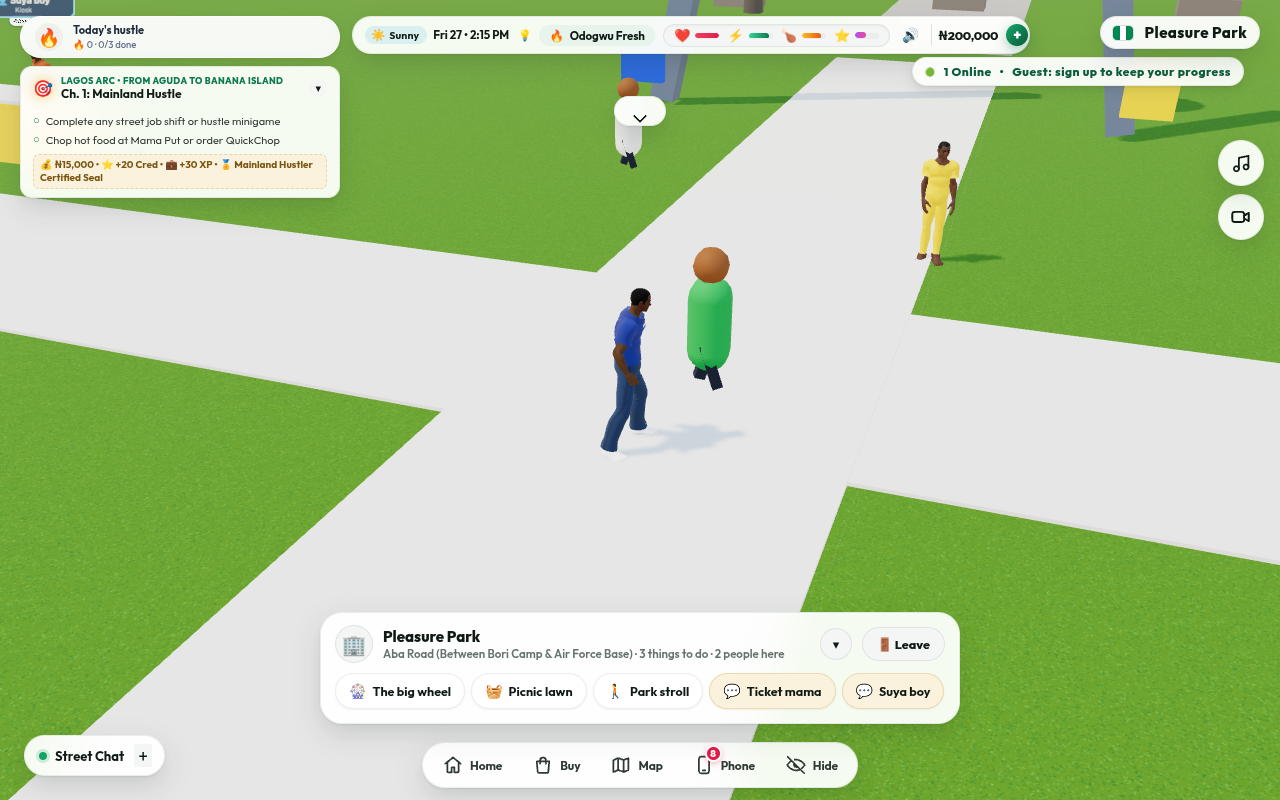 Suya boy
Kiosk
Today's hustle
0 · 0/3 done
LAGOS ARC • FROM AGUDA TO BANANA ISLAND
Ch. 1: Mainland Hustle
Complete any street job shift or hustle minigame
Chop hot food at Mama Put or order QuickChop
₦15,000 • +20 Cred • +30 XP • Mainland Hustler
Certified Seal
Sunny
Fri 27 • 2:15 PM
Odogwu Fresh
₦200,000
+
Pleasure Park
1 Online • Guest: sign up to keep your progress
1
Pleasure Park
Aba Road (Between Bori Camp & Air Force Base) · 3 things to do · 2 people here
Leave
The big wheel
Picnic lawn
Park stroll
Ticket mama
Suya boy
Street Chat +
Home
Buy
Map
8
Phone
Hide